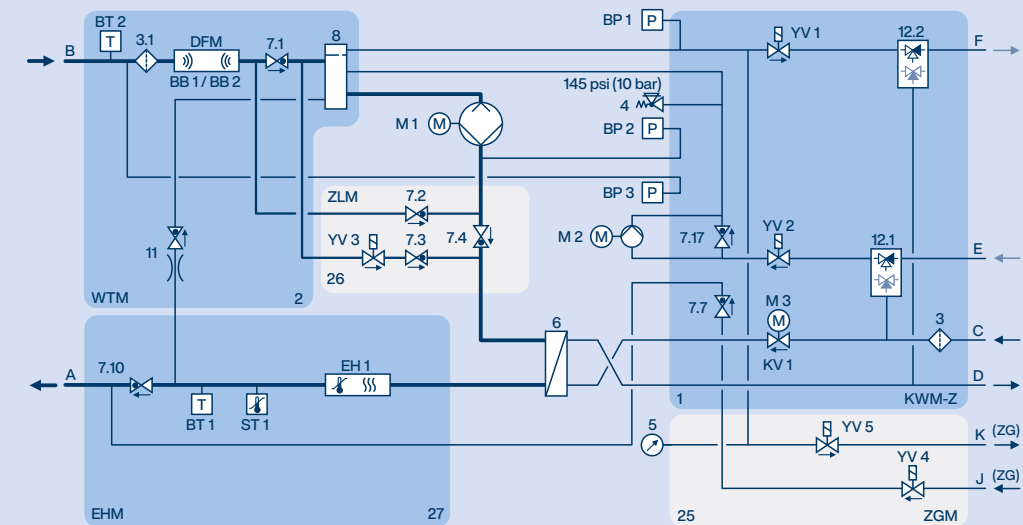 BT 2
B
T
3.1
DFM
BB 1 / BB 2
7.1
8
BP 1
P
YV 1
12.2
F
145 psi (10 bar)
4
M 1
M
BP 2
P
BP 3
P
ZLM
7.2
YV 3
7.3
7.4
26
M 2
M
7.17
YV 2
12.1
E
11
WTM
2
7.7
M 3
M
KV 1
3
C
6
7.10
A
EH 1
T
BT 1
ST 1
D
1
KWM-Z
5
YV 5
K
(ZG)
YV 4
J
(ZG)
EHM
27
25
ZGM